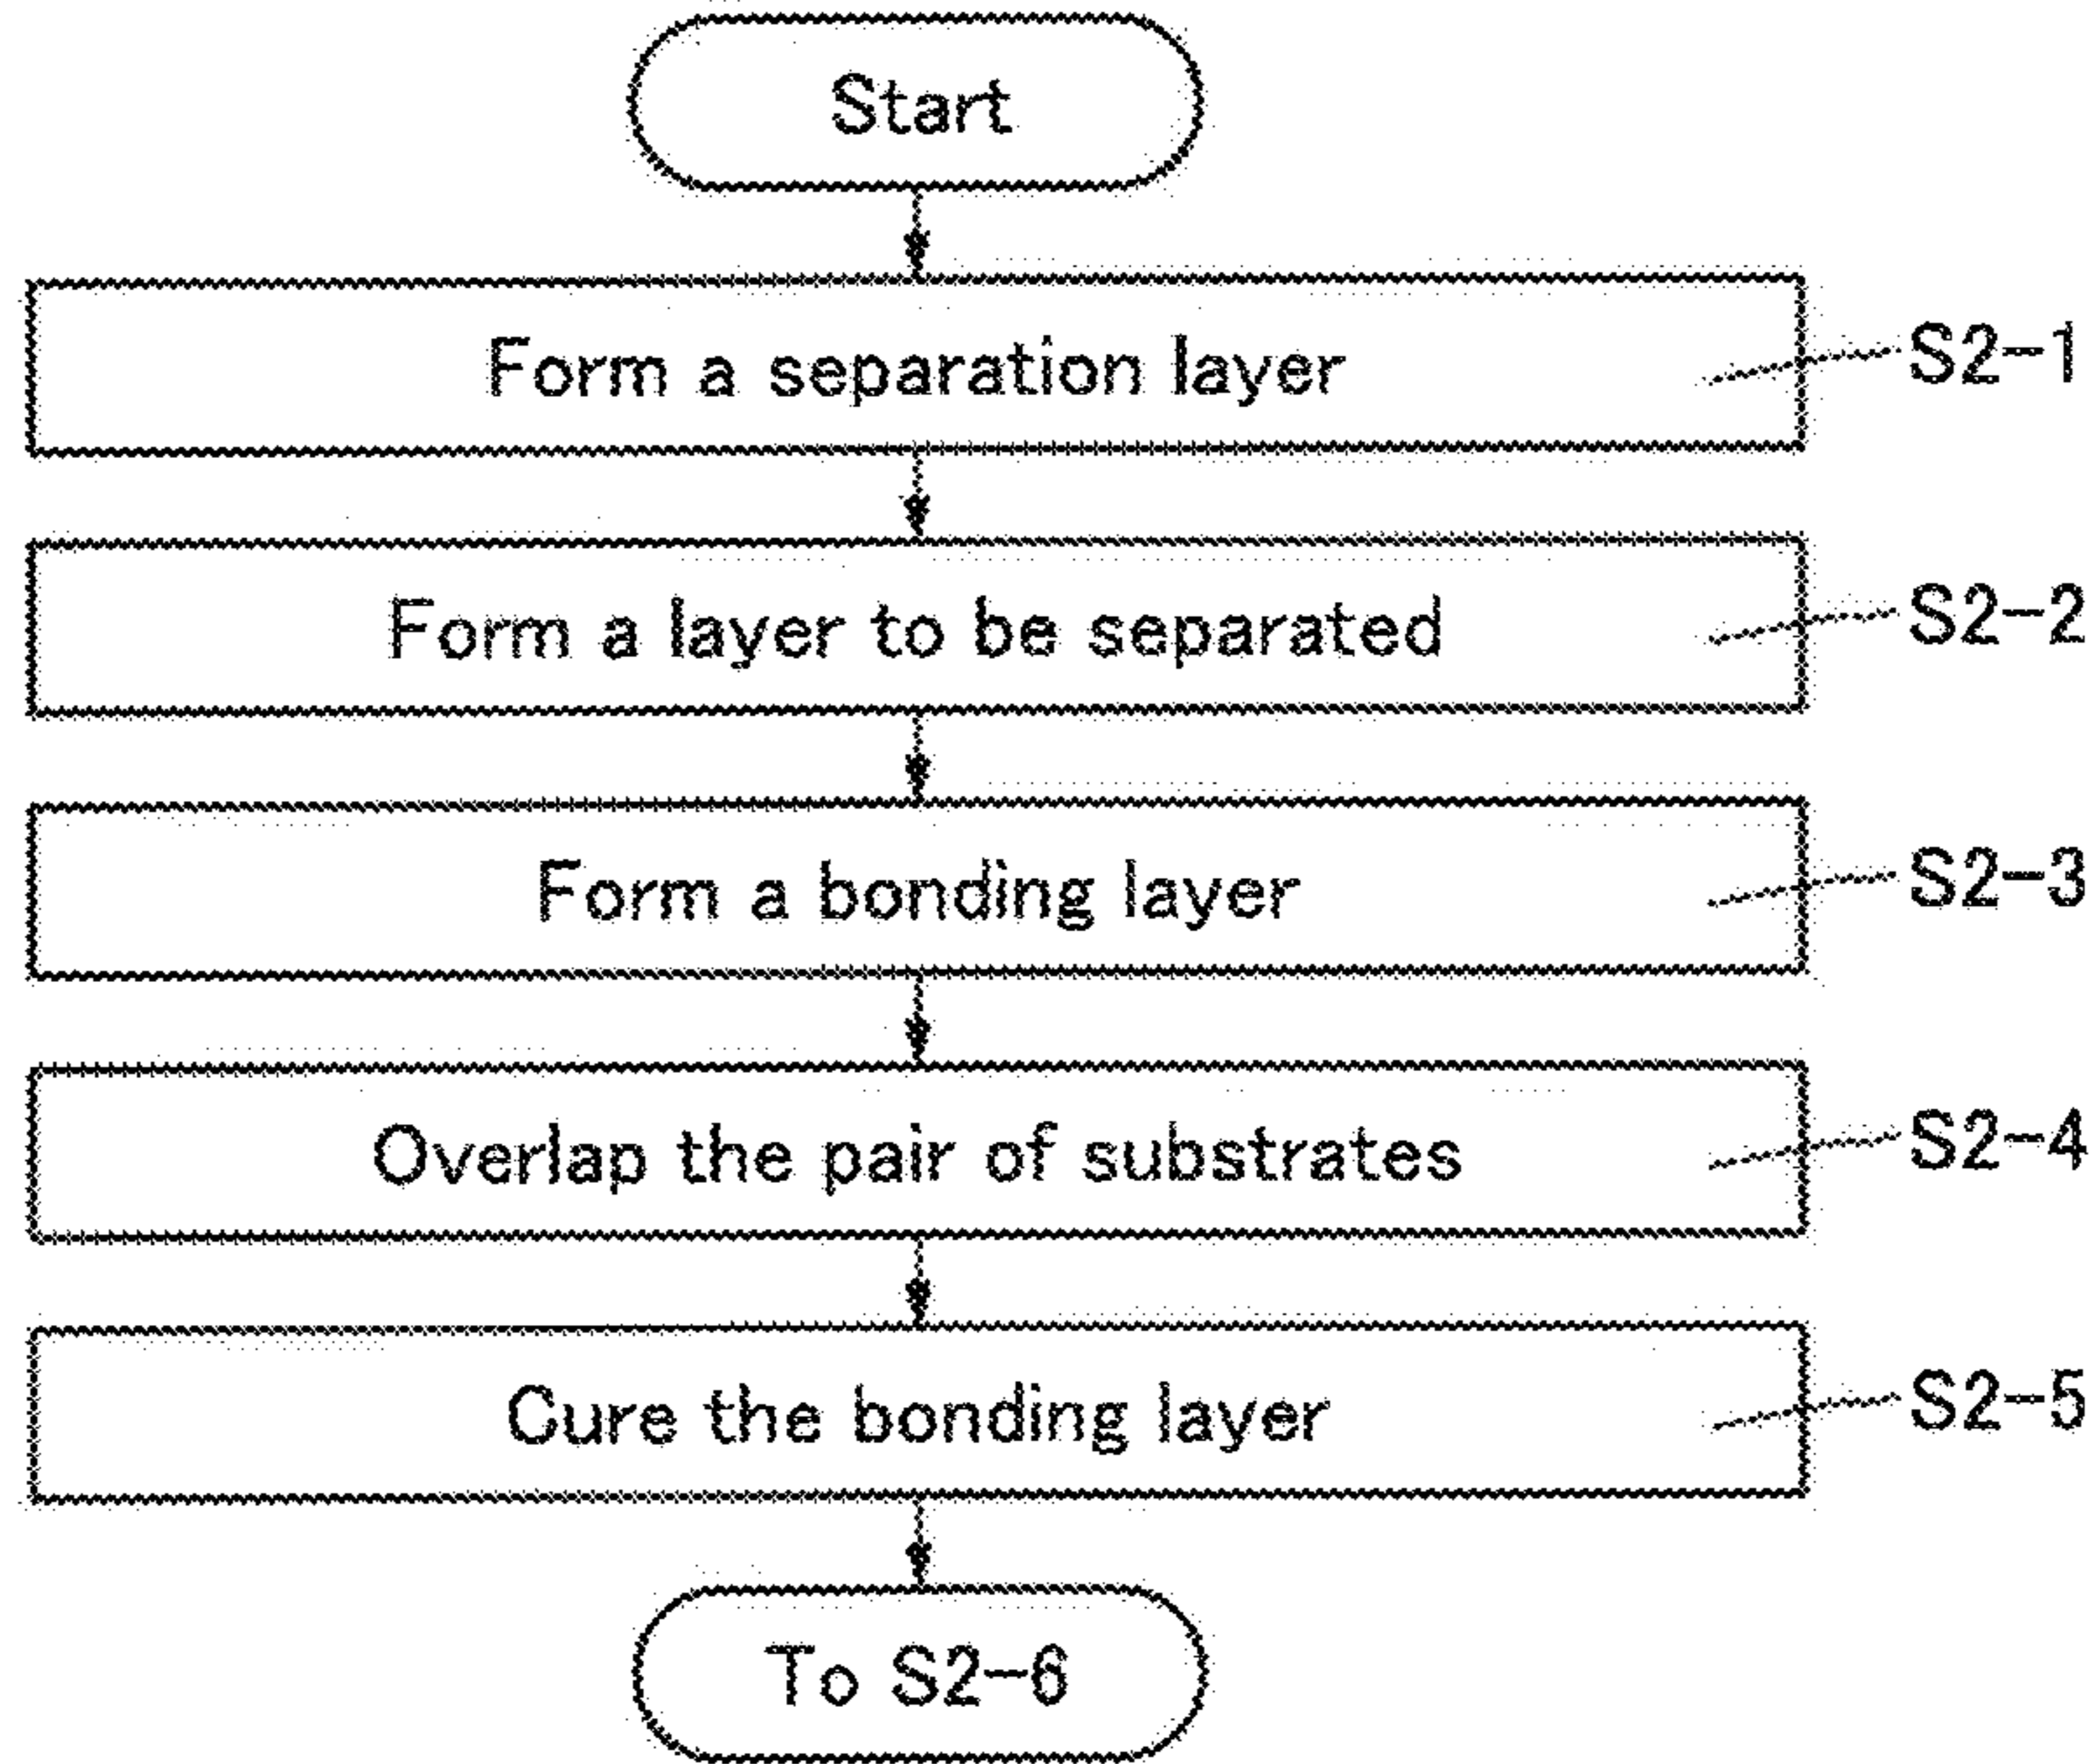 Start
Form a separation layer
S2-1
Form a layer to be separated
S2-2
Form a bonding layer
S2-3
Overlap the pair of substrates
S2-4
Cure the bonding layer
S2-5
To S2-6